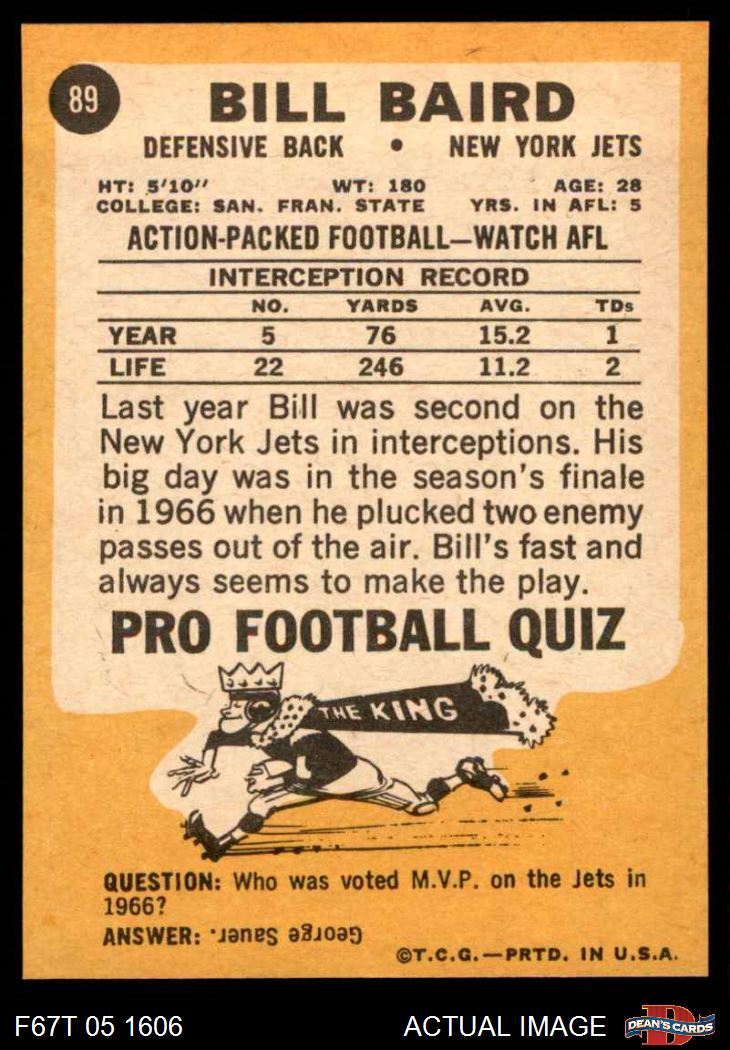 89
BILL BAIRD
DEFENSIVE BACK • NEW YORK JETS
HT: 5'10" WT: 180 AGE: 28
COLLEGE: SAN. FRAN. STATE YRS. IN AFL: 5
ACTION-PACKED FOOTBALL—WATCH AFL
INTERCEPTION RECORD
NO. YARDS AVG. TDs
YEAR 5 76 15.2 1
LIFE 22 246 11.2 2
Last year Bill was second on the
New York Jets in interceptions. His
big day was in the season's finale
in 1966 when he plucked two enemy
passes out of the air. Bill's fast and
always seems to make the play.
PRO FOOTBALL QUIZ
THE KING
QUESTION: Who was voted M.V.P. on the Jets in
1966?
ANSWER: George Sauer.
©T.C.G.—PRTD. IN U.S.A.
F67T 05 1606 ACTUAL IMAGE D DEAN'S CARDS